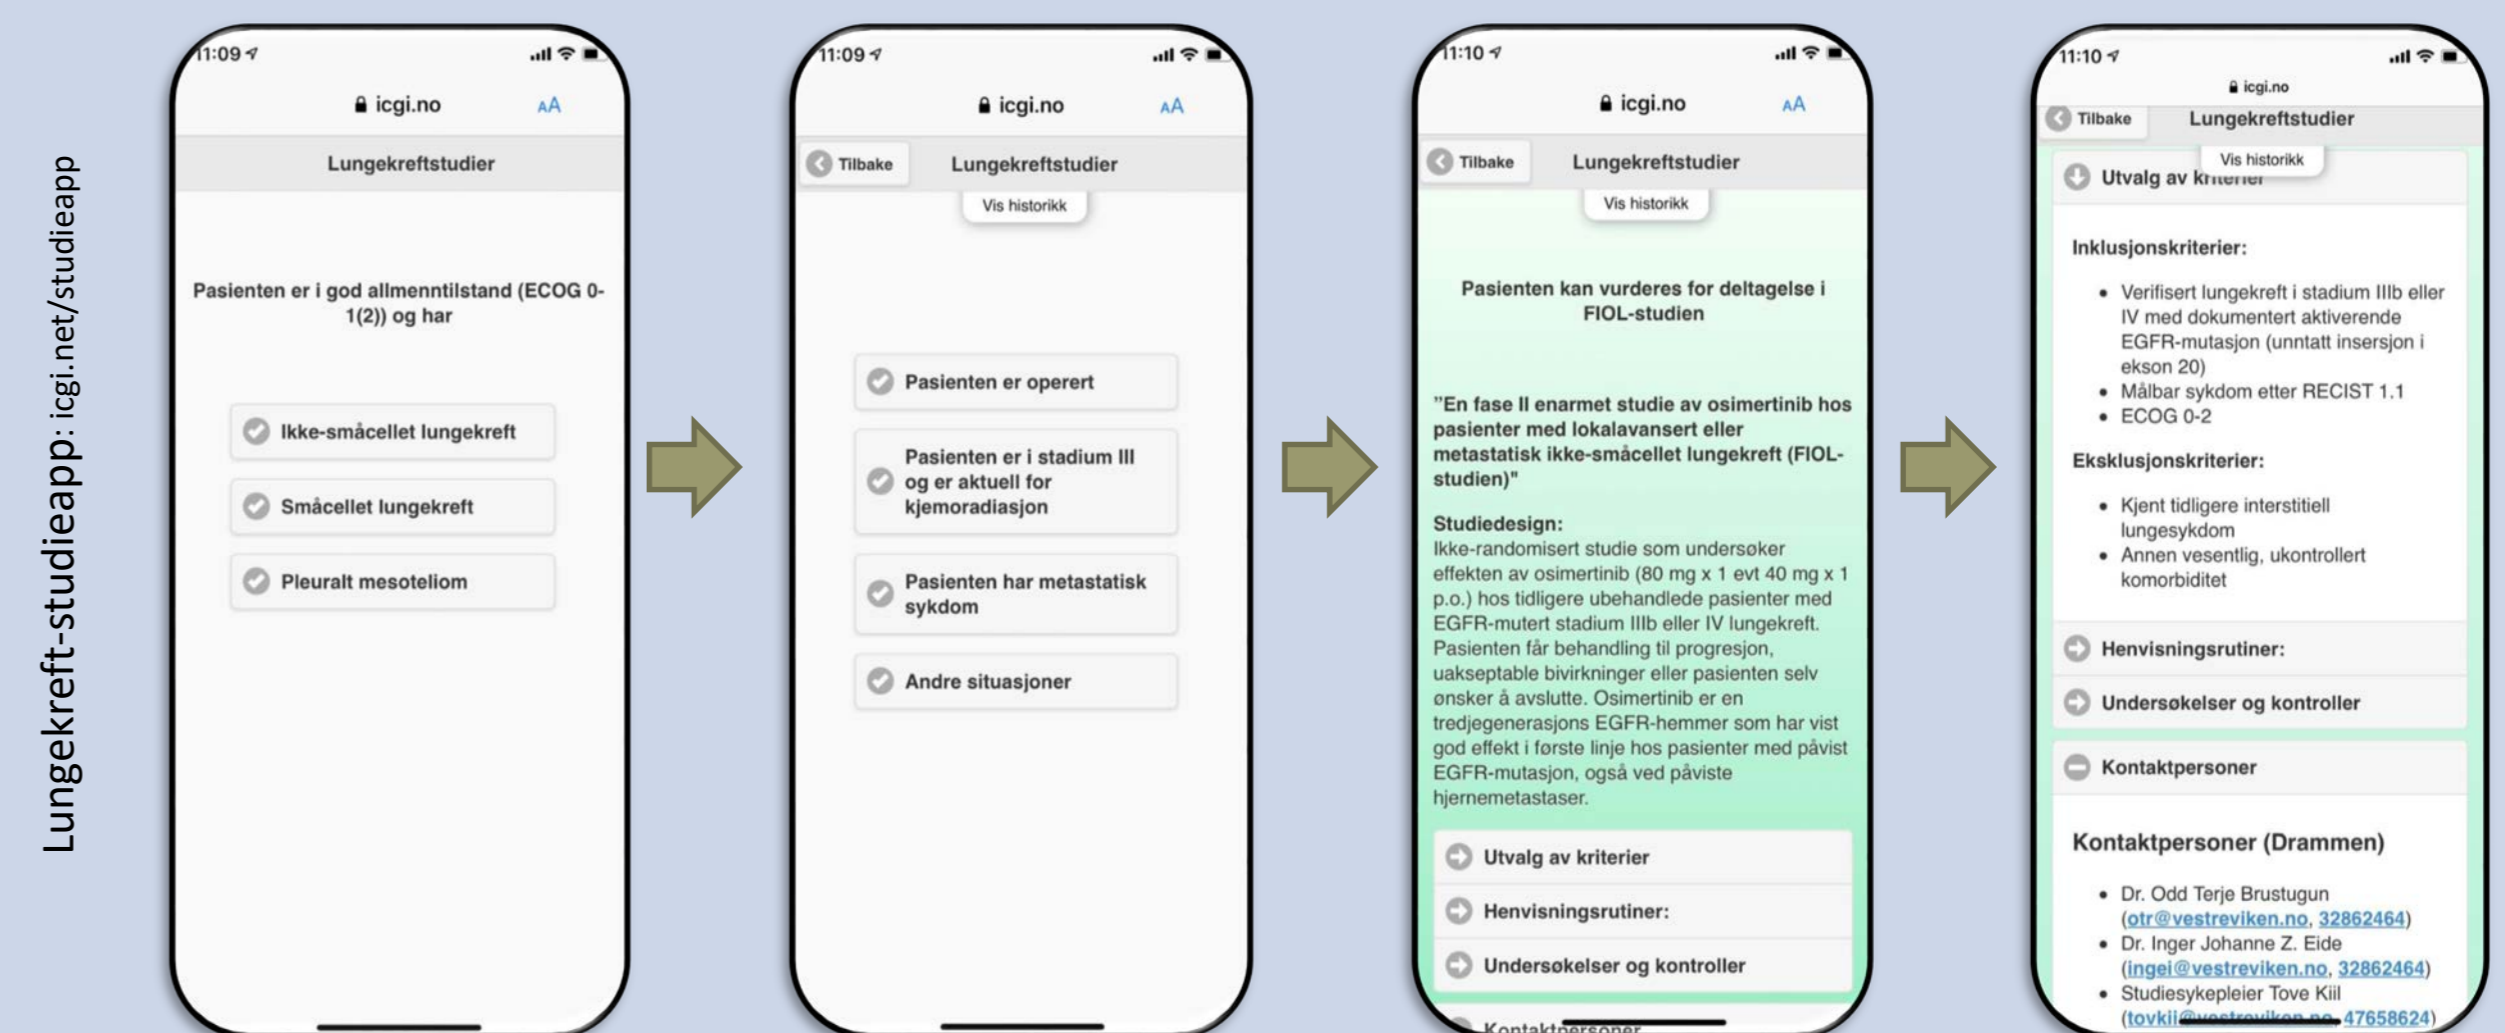 Lungekreft-studieapp: icgi.net/studieapp
11:09
icgi.no
AA
Lungekreftstudier
Pasienten er i god allmenntilstand (ECOG 0-
1(2)) og har
Ikke-småcellet lungekreft
Småcellet lungekreft
Pleuralt mesoteliom
11:09
icgi.no
AA
Tilbake
Lungekreftstudier
Vis historikk
Pasienten er operert
Pasienten er i stadium III
og er aktuell for
kjemoradiasjon
Pasienten har metastatisk
sykdom
Andre situasjoner
11:10
icgi.no
AA
Tilbake
Lungekreftstudier
Vis historikk
Pasienten kan vurderes for deltagelse i
FIOL-studien
”En fase II enarmet studie av osimertinib hos
pasienter med lokalavansert eller
metastatisk ikke-småcellet lungekreft (FIOL-
studien)"
Studiedesign:
Ikke-randomisert studie som undersøker
effekten av osimertinib (80 mg x 1 evt 40 mg x 1
p.o.) hos tidligere ubehandlede pasienter med
EGFR-mutert stadium IIIb eller IV lungekreft.
Pasienten får behandling til progresjon,
uakseptable bivirkninger eller pasienten selv
ønsker å avslutte. Osimertinib er en
tredjegenerasjons EGFR-hemmer som har vist
god effekt i første linje hos pasienter med påvist
EGFR-mutasjon, også ved påviste
hjernemetastaser.
Utvalg av kriterier
Henvisningsrutiner:
Undersøkelser og kontroller
Kontaktpersoner
11:10
icgi.no
Tilbake
Lungekreftstudier
Vis historikk
Utvalg av kriterier
Inklusjonskriterier:
• Verifisert lungekreft i stadium IIIb eller
IV med dokumentert aktiverende
EGFR-mutasjon (unntatt insersjon i
ekson 20)
• Målbar sykdom etter RECIST 1.1
• ECOG 0-2
Eksklusjonskriterier:
• Kjent tidligere interstitiell
lungesykdom
• Annen vesentlig, ukontrollert
komorbiditet
Henvisningsrutiner:
Undersøkelser og kontroller
Kontaktpersoner
Kontaktpersoner (Drammen)
• Dr. Odd Terje Brustugun
(otr@vestreviken.no, 32862464)
• Dr. Inger Johanne Z. Eide
(ingei@vestreviken.no, 32862464)
• Studiesykepleier Tove Kiil
(tovkii@vestreviken.no, 47658624)